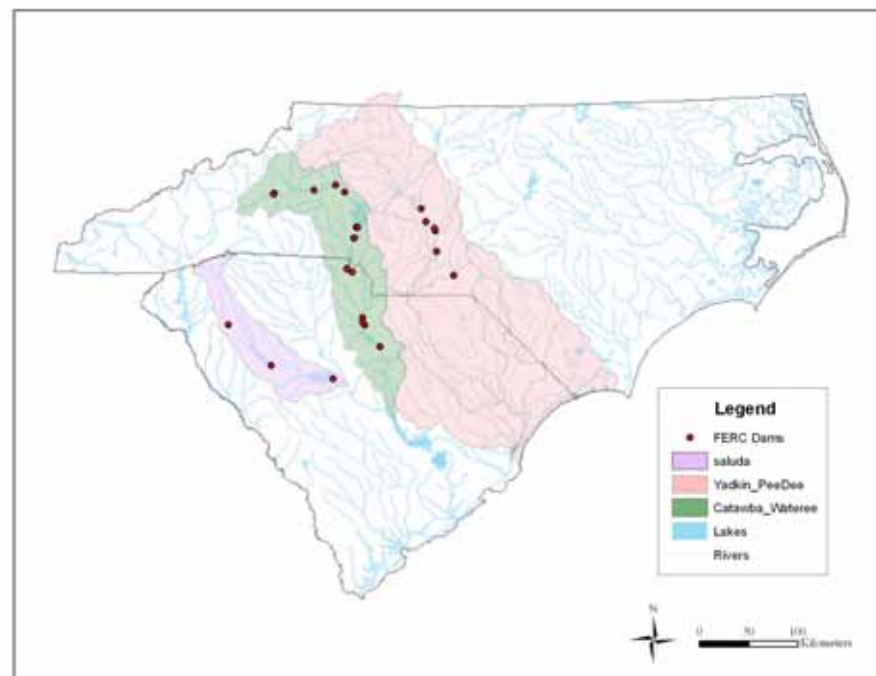 Legend
FERC Dams
saluda
Yadkin_PeeDee
Catawba_Wateree
Lakes
Rivers
N
0 50 100
Kilometers